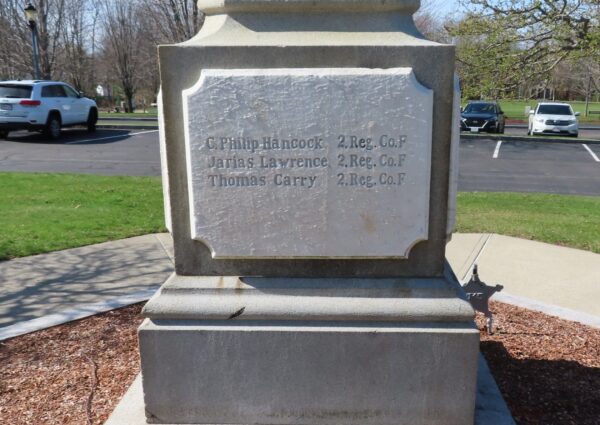 C. Philip Hancock 2. Reg. Co. F
Jarias Lawrence 2. Reg. Co. F
Thomas Carry 2. Reg. Co. F